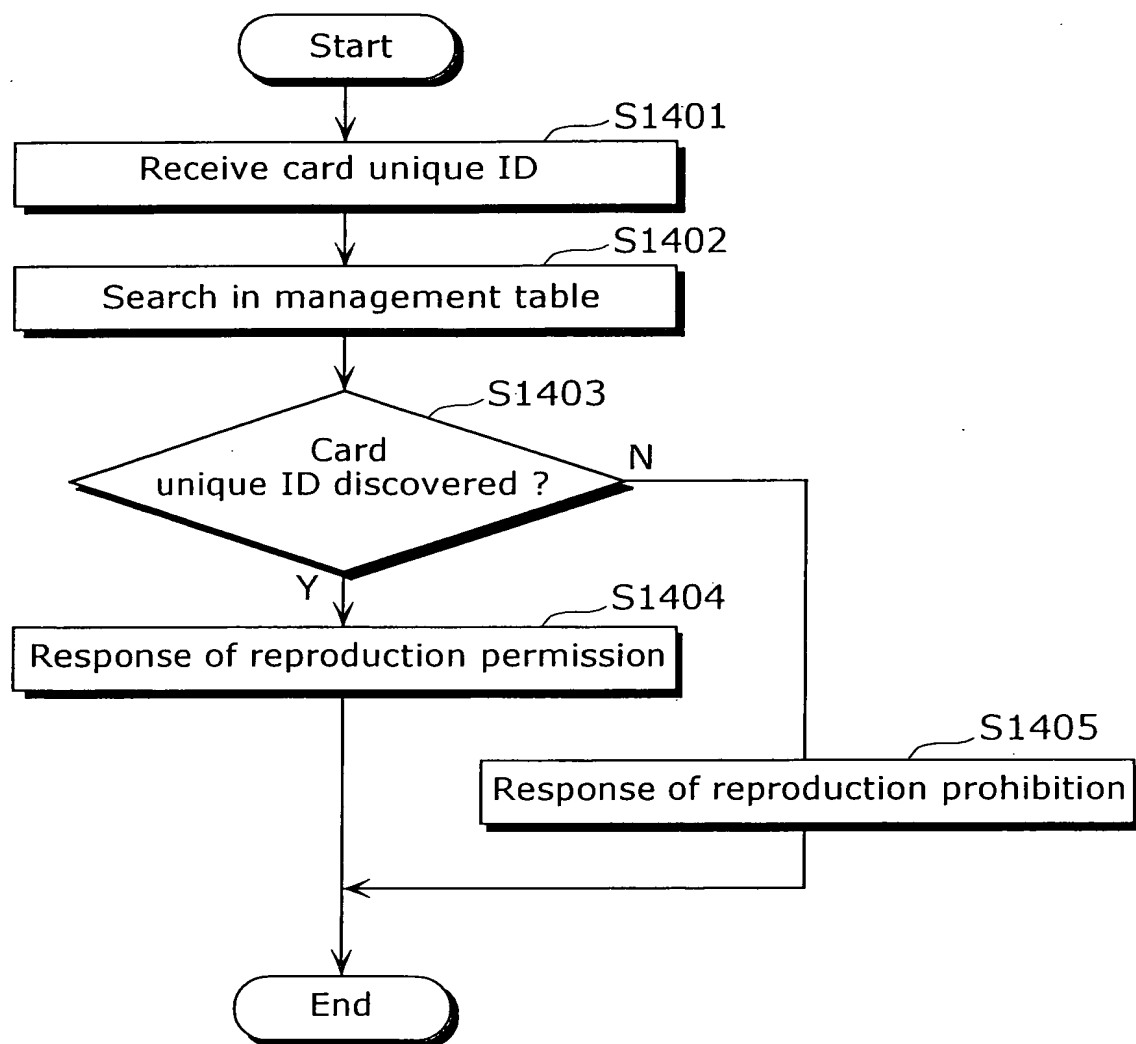 Start
S1401
Receive card unique ID
S1402
Search in management table
S1403
Card
unique ID discovered ?
N
Y
S1404
Response of reproduction permission
S1405
Response of reproduction prohibition
End